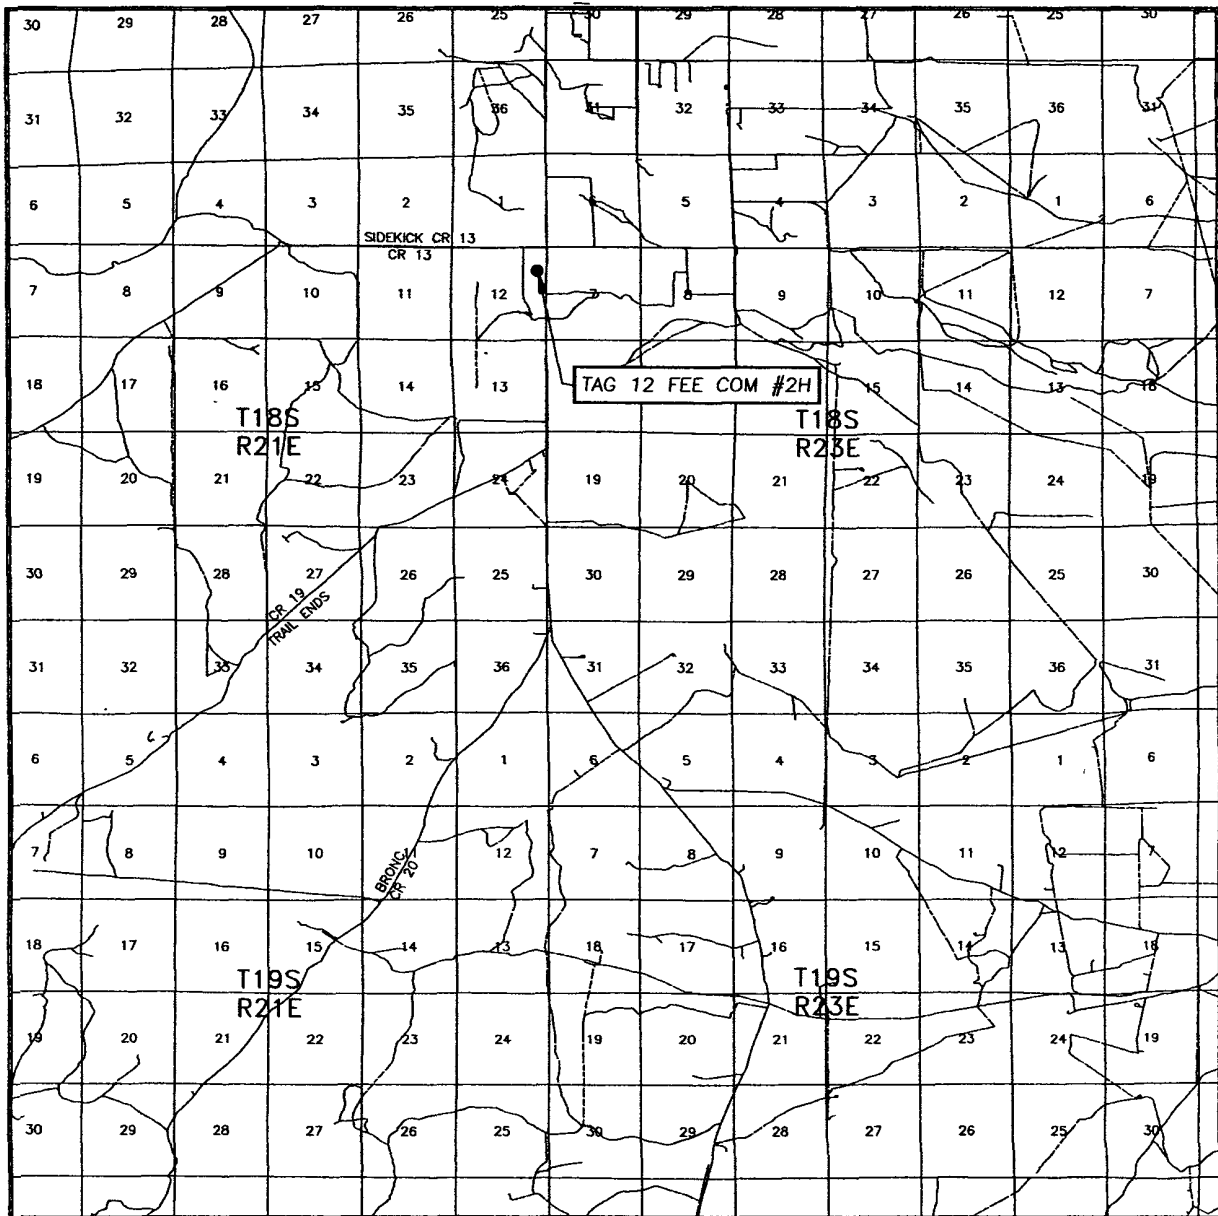 30 29 28 27 26 25 30 29 28 27 26 25 30
31 32 33 34 35 36 31 32 33 34 35 36 31
6 5 4 3 2 1 6 5 4 3 2 1 6
SIDEKICK CR 13
CR 13
7 8 9 10 11 12 7 8 9 10 11 12 7
18 17 16 15 14 13 TAG 12 FEE COM #2H 15 14 13 18
T18S T18S
R21E R23E
19 20 21 22 23 24 19 20 21 22 23 24 19
30 29 28 27 26 25 30 29 28 27 26 25 30
CR 19
TRAIL ENDS
31 32 33 34 35 36 31 32 33 34 35 36 31
6 5 4 3 2 1 6 5 4 3 2 1 6
7 8 9 10 11 12 7 8 9 10 11 12 7
BRONC
CR 20
18 17 16 15 14 13 18 17 16 15 14 13 18
T19S T19S
R21E R23E
19 20 21 22 23 24 19 20 21 22 23 24 19
30 29 28 27 26 25 30 29 28 27 26 25 30